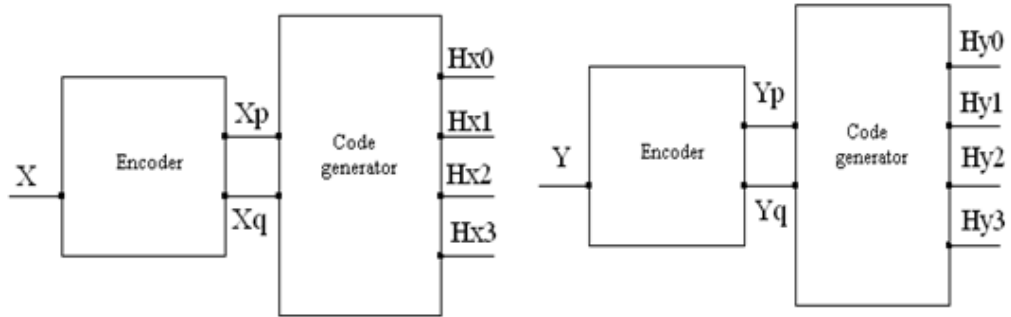 X
Encoder
Xp
Xq
Code
generator
Hx0
Hx1
Hx2
Hx3
Y
Encoder
Yp
Yq
Code
generator
Hy0
Hy1
Hy2
Hy3